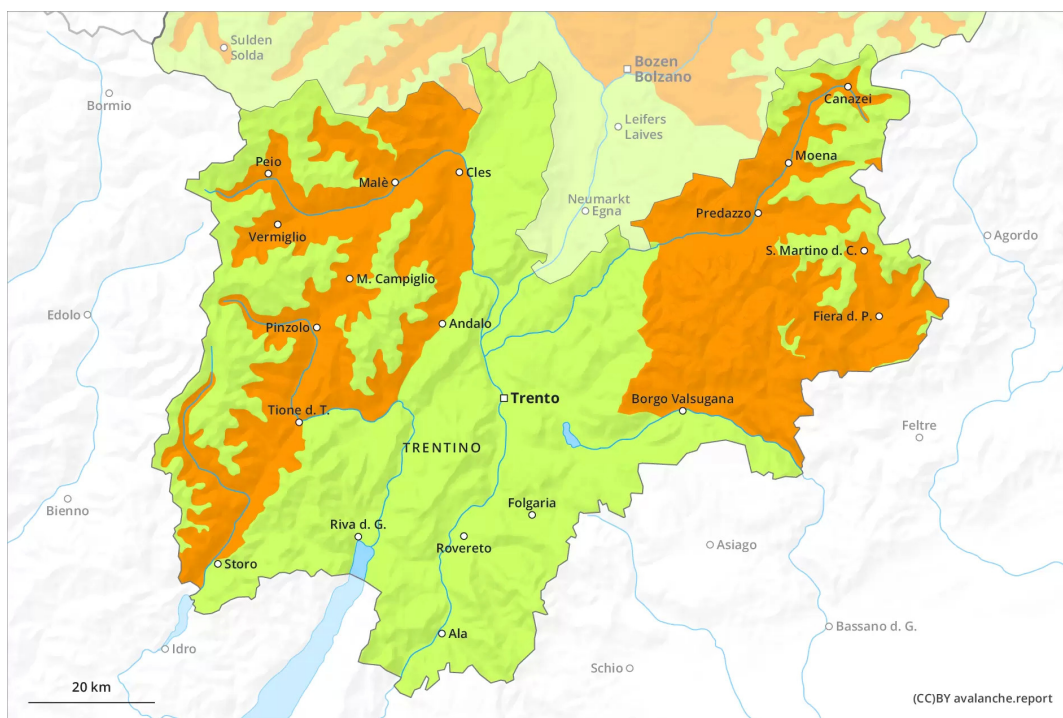 Sulden
Solda
Bozen
Bolzano
Bormio
Canazei
Leifers
Laives
Peio
Malè
Cles
Moena
Neumarkt
Egna
Predazzo
Vermiglio
S. Martino d. C.
Agordo
M. Campiglio
Edolo
Pinzolo
Andalo
Fiera d. P.
Trento
Borgo Valsugana
Tione d. T.
Feltre
TRENTINO
Bienno
Folgaria
Riva d. G.
Rovereto
Asiago
Storo
Ala
Bassano d. G.
Idro
Schio
20 km
(CC)BY avalanche.report